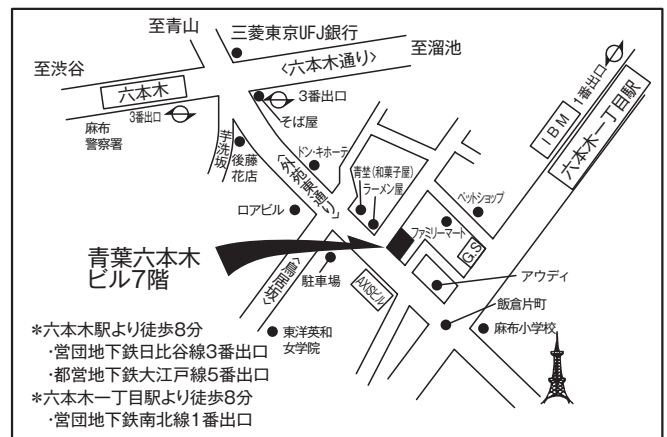 至青山
三菱東京UFJ銀行
至渋谷
〈六本木通り〉
至溜池
六本木
3番出口
麻布
警察署
芋洗坂
3番出口
そば屋
IBM
1番出口
六本木一丁目駅
後藤
花店
ドン・キホーテ
〈外苑東通り〉
青埜(和菓子屋)
ラーメン屋
ペットショップ
ロアビル
ファミリーマート
G.S
青葉六本木
ビル7階
〈鳥居坂〉
駐車場
AXISビル
アウディ
飯倉片町
麻布小学校
東洋英和
女学院
*六本木駅より徒歩8分
・営団地下鉄日比谷線3番出口
・都営地下鉄大江戸線5番出口
*六本木一丁目駅より徒歩8分
・営団地下鉄南北線1番出口